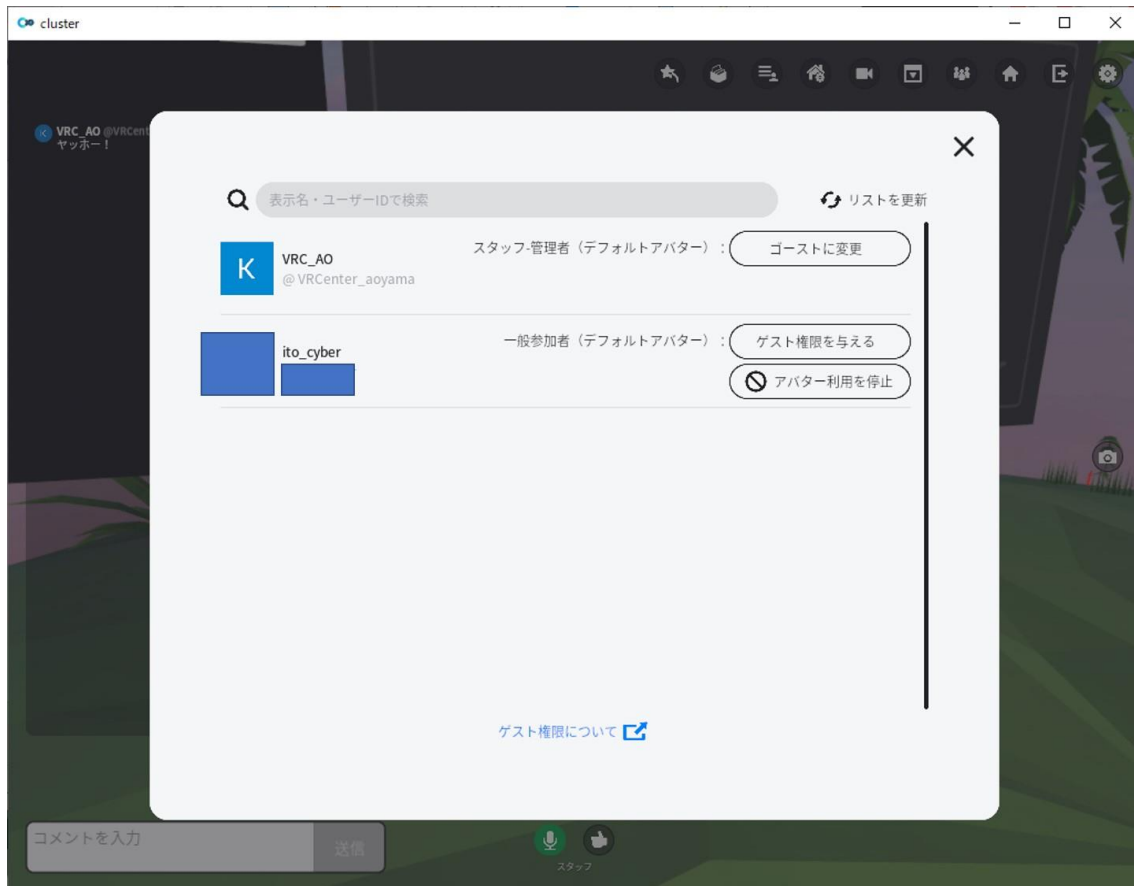 cluster
VRC_AO @VRCent
ヤッホー！
表示名・ユーザーIDで検索
リストを更新
K
VRC_AO
@VRCenter_aoyama
スタッフ-管理者（デフォルトアバター）：
ゴーストに変更
ito_cyber
一般参加者（デフォルトアバター）：
ゲスト権限を与える
アバター利用を停止
ゲスト権限について
コメントを入力
送信
スタッフ